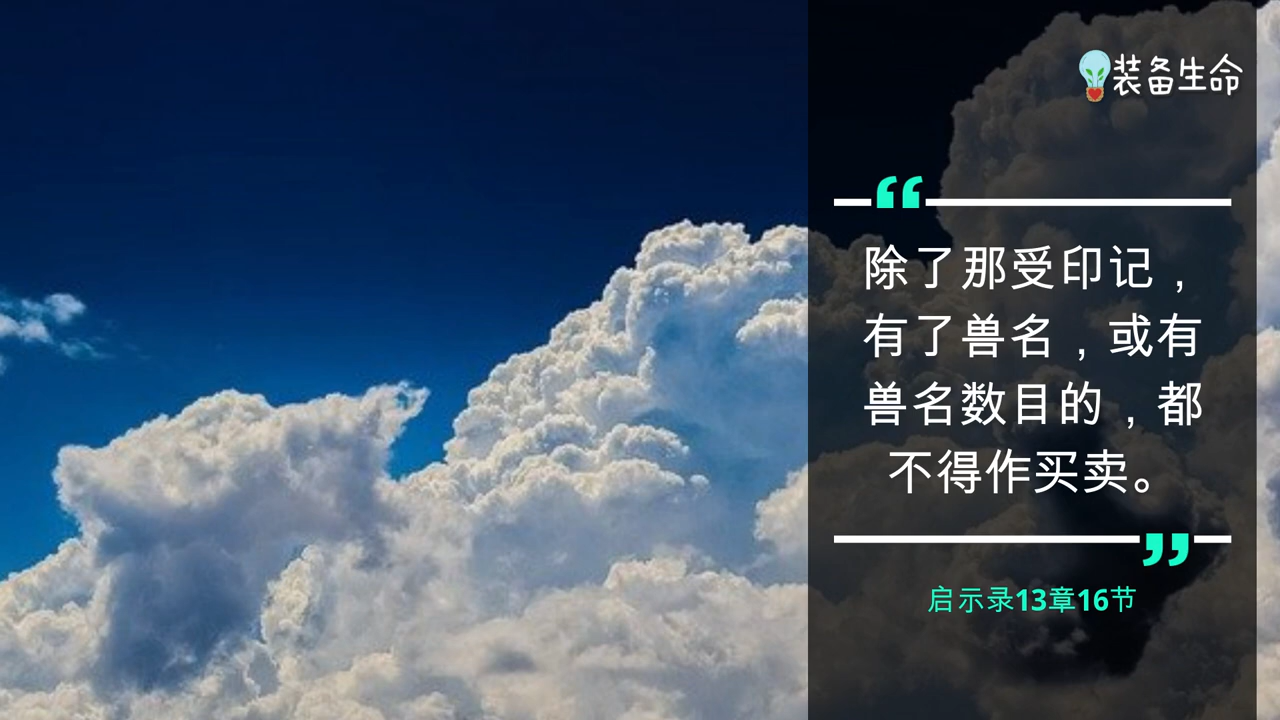 装备生命
“
除了那受印记，
有了兽名，或有
兽名数目的，都
不得作买卖。
”
启示录13章16节